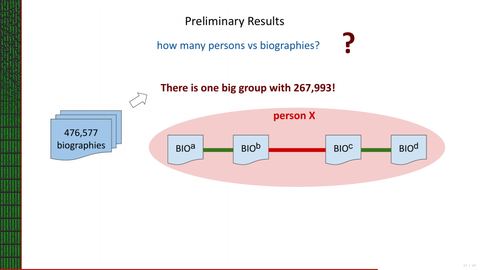 Preliminary Results
how many persons vs biographies?
?
There is one big group with 267,993!
person X
476,577
biographies
BIOa
BIOb
BIOc
BIOd